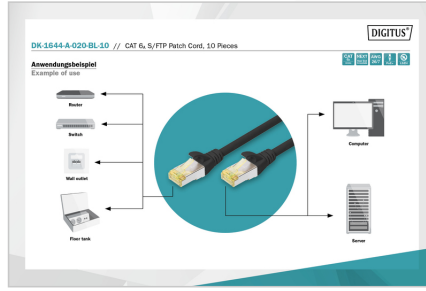 DIGITUS®
DK-1644-A-020-BL-10 // CAT 6A S/FTP Patch Cord, 10 Pieces
Anwendungsbeispiel
Example of use
Router
Switch
Wall outlet
Floor tank
Computer
Server